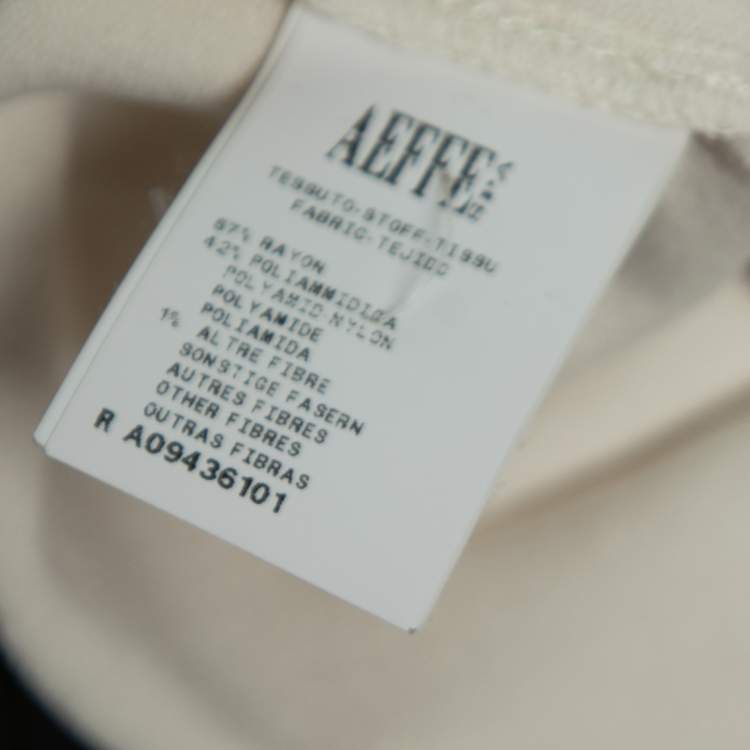 AEFFE S.P.A.
TESSUTO-STOFF-TISSU
FABRIC-TEJIDO
57% RAYON
42% POLIAMMIDICA
POLYAMID NYLON
POLYAMIDE
POLIAMIDA
1% ALTRE FIBRE
SONSTIGE FASERN
AUTRES FIBRES
OTHER FIBRES
OUTRAS FIBRAS
R A09436101